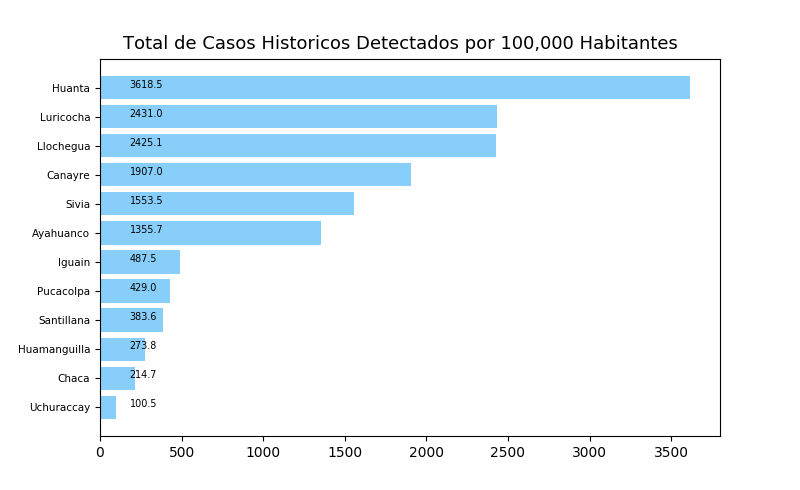 Total de Casos Historicos Detectados por 100,000 Habitantes
Huanta 3618.5
Luricocha 2431.0
Llochegua 2425.1
Canayre 1907.0
Sivia 1553.5
Ayahuanco 1355.7
Iguain 487.5
Pucacolpa 429.0
Santillana 383.6
Huamanguilla 273.8
Chaca 214.7
Uchuraccay 100.5
0 500 1000 1500 2000 2500 3000 3500